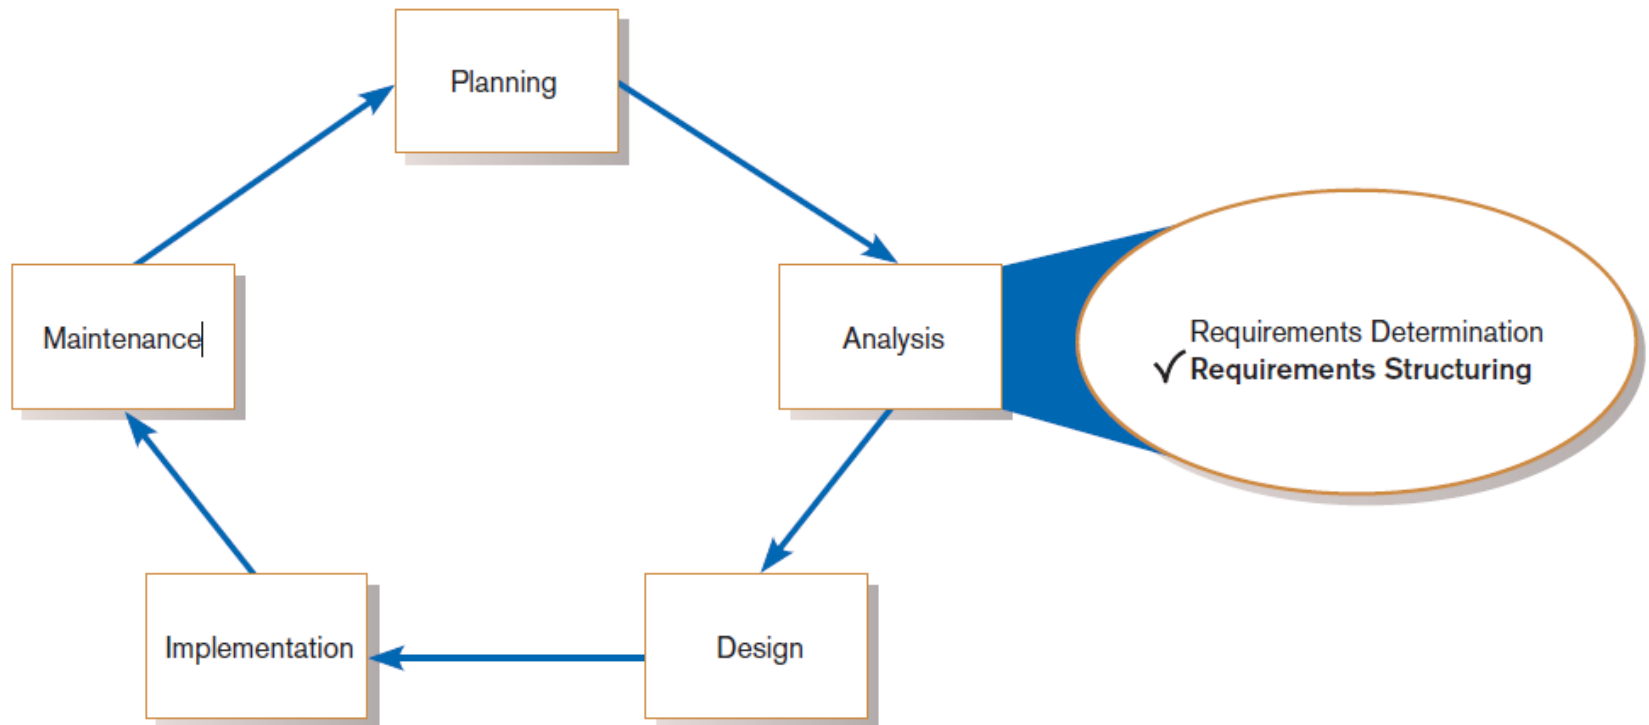 Planning
Maintenance
Analysis
Requirements Determination
✓Requirements Structuring
Implementation
Design